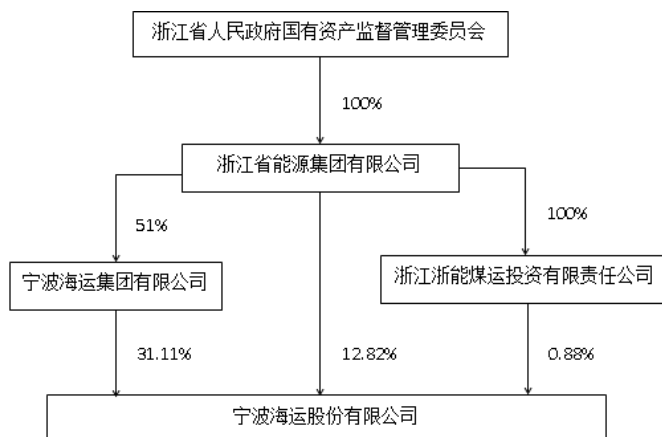 浙江省人民政府国有资产监督管理委员会
100%
浙江省能源集团有限公司
51%
100%
宁波海运集团有限公司
浙江浙能煤运投资有限责任公司
31.11%
12.82%
0.88%
宁波海运股份有限公司